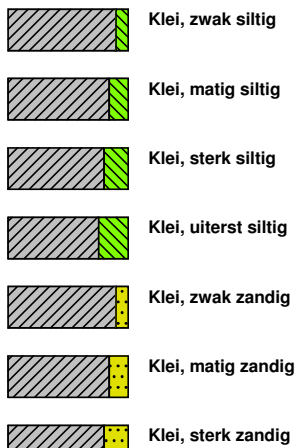 Klei, zwak siltig
Klei, matig siltig
Klei, sterk siltig
Klei, uiterst siltig
Klei, zwak zandig
Klei, matig zandig
Klei, sterk zandig